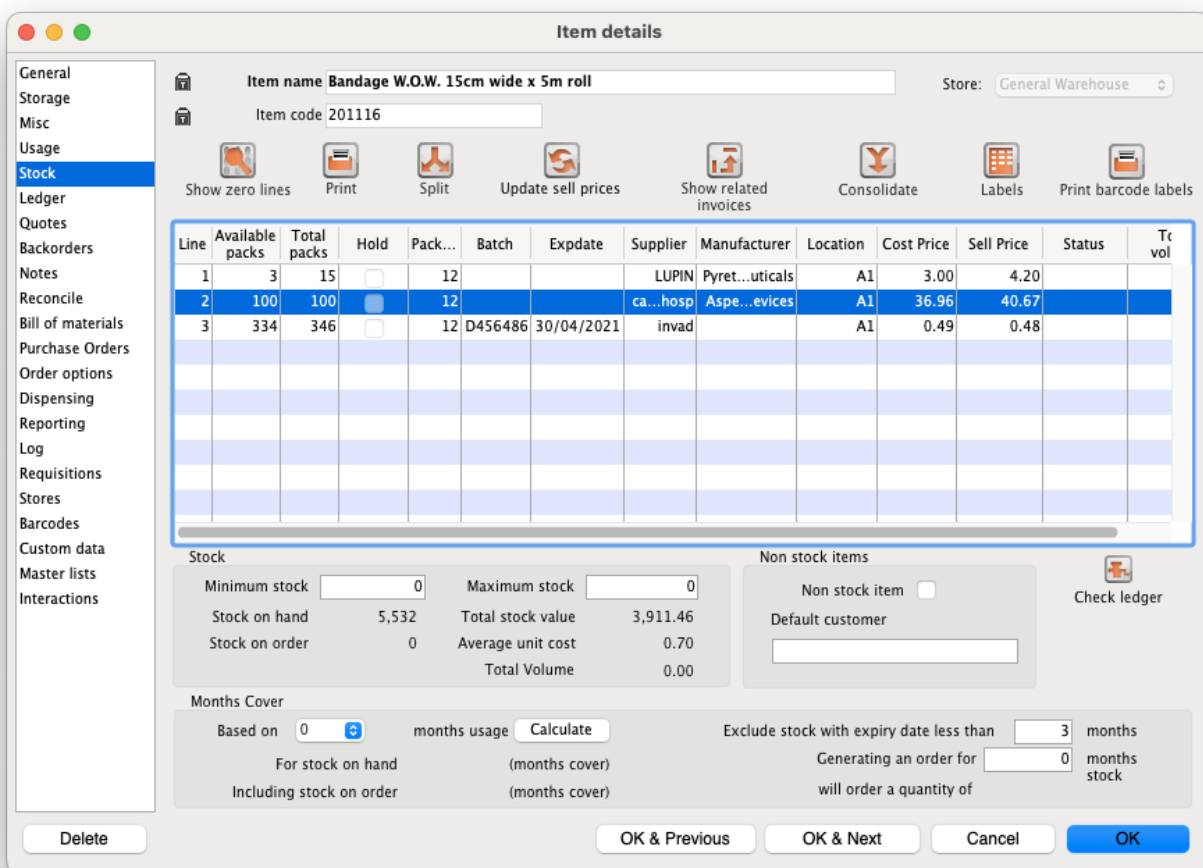 Item details
General
Storage
Misc
Usage
Stock
Ledger
Quotes
Backorders
Notes
Reconcile
Bill of materials
Purchase Orders
Order options
Dispensing
Reporting
Log
Requisitions
Stores
Barcodes
Custom data
Master lists
Interactions
Item name Bandage W.O.W. 15cm wide x 5m roll
Store: General Warehouse
Item code 201116
Show zero lines
Print
Split
Update sell prices
Show related invoices
Consolidate
Labels
Print barcode labels
Line Available packs Total packs Hold Pack... Batch Expdate Supplier Manufacturer Location Cost Price Sell Price Status To vol
1 3 15 12 LUPIN Pyret...uticals A1 3.00 4.20
2 100 100 12 ca...hosp Aspe...evices A1 36.96 40.67
3 334 346 12 D456486 30/04/2021 invad A1 0.49 0.48
Stock
Minimum stock 0 Maximum stock 0
Stock on hand 5,532 Total stock value 3,911.46
Stock on order 0 Average unit cost 0.70
Total Volume 0.00
Non stock items
Non stock item
Default customer
Check ledger
Months Cover
Based on 0 months usage Calculate
For stock on hand (months cover)
Including stock on order (months cover)
Exclude stock with expiry date less than 3 months
Generating an order for 0 months stock
will order a quantity of
Delete
OK & Previous
OK & Next
Cancel
OK